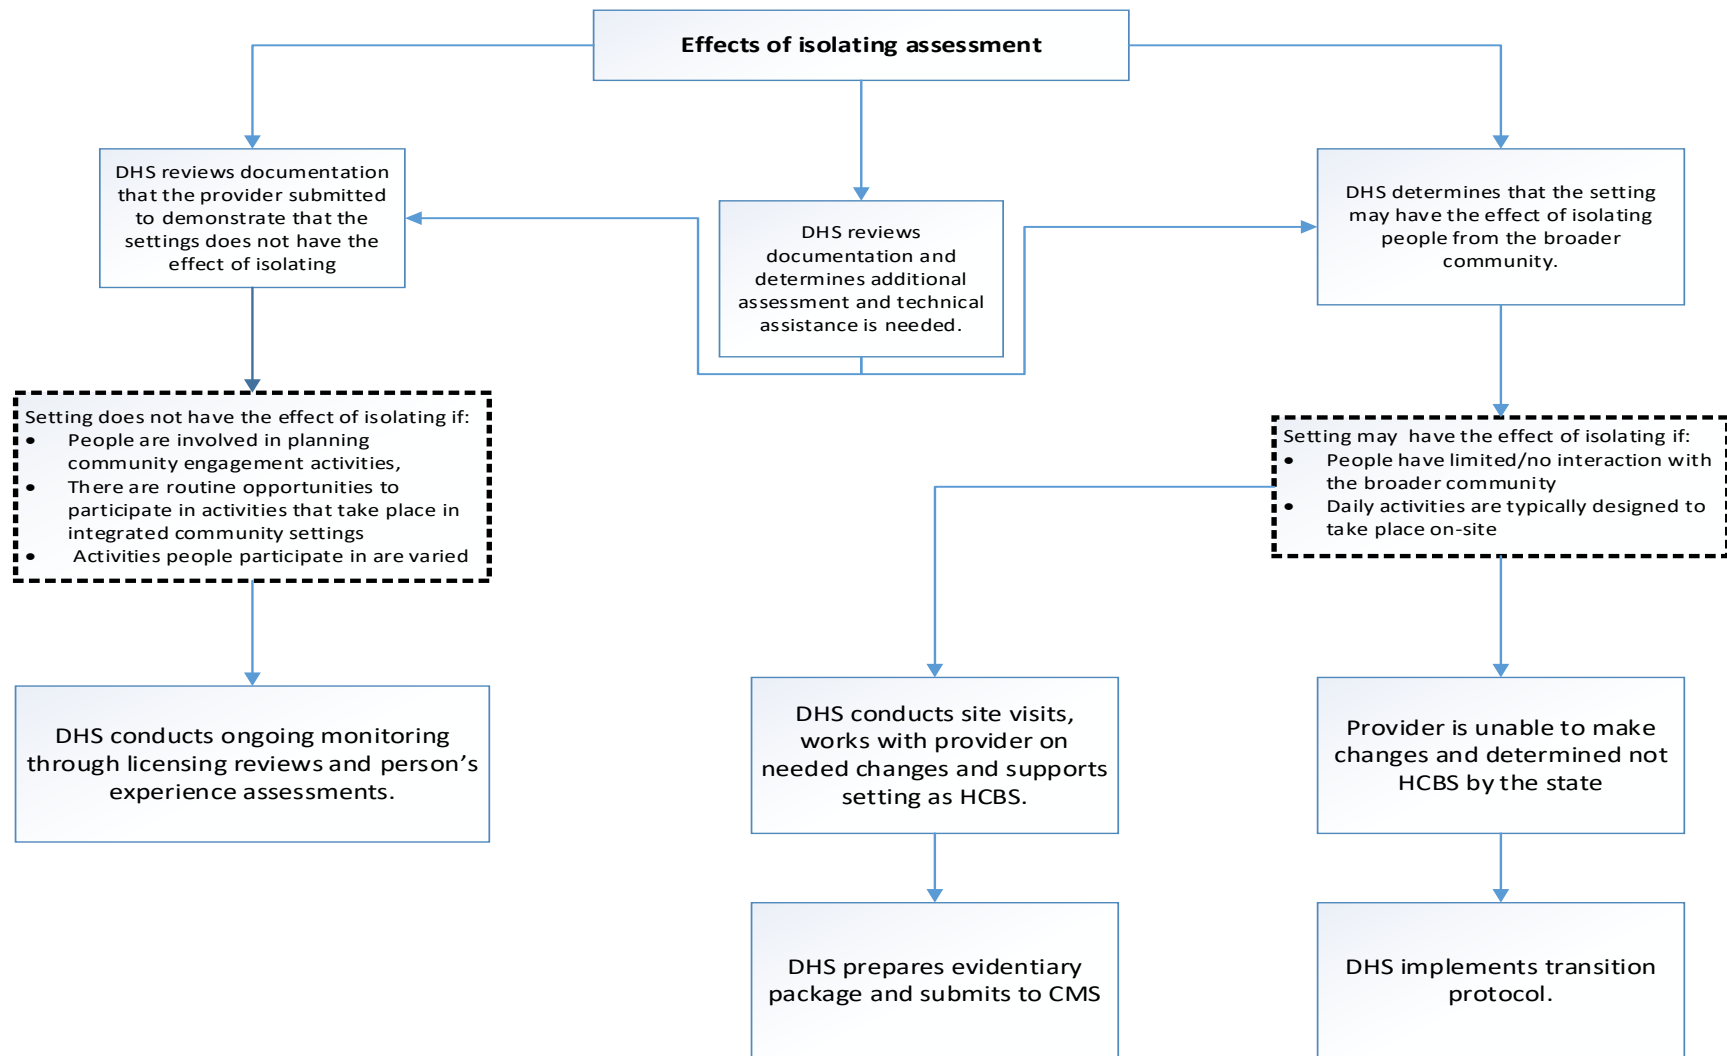 Effects of isolating assessment
DHS reviews documentation
that the provider submitted
to demonstrate that the
settings does not have the
effect of isolating
DHS reviews
documentation and
determines additional
assessment and technical
assistance is needed.
DHS determines that the setting
may have the effect of isolating
people from the broader
community.
Setting does not have the effect of isolating if:
• People are involved in planning
community engagement activities,
• There are routine opportunities to
participate in activities that take place in
integrated community settings
• Activities people participate in are varied
Setting may have the effect of isolating if:
• People have limited/no interaction with
the broader community
• Daily activities are typically designed to
take place on-site
DHS conducts ongoing monitoring
through licensing reviews and person’s
experience assessments.
DHS conducts site visits,
works with provider on
needed changes and supports
setting as HCBS.
Provider is unable to make
changes and determined not
HCBS by the state
DHS prepares evidentiary
package and submits to CMS
DHS implements transition
protocol.